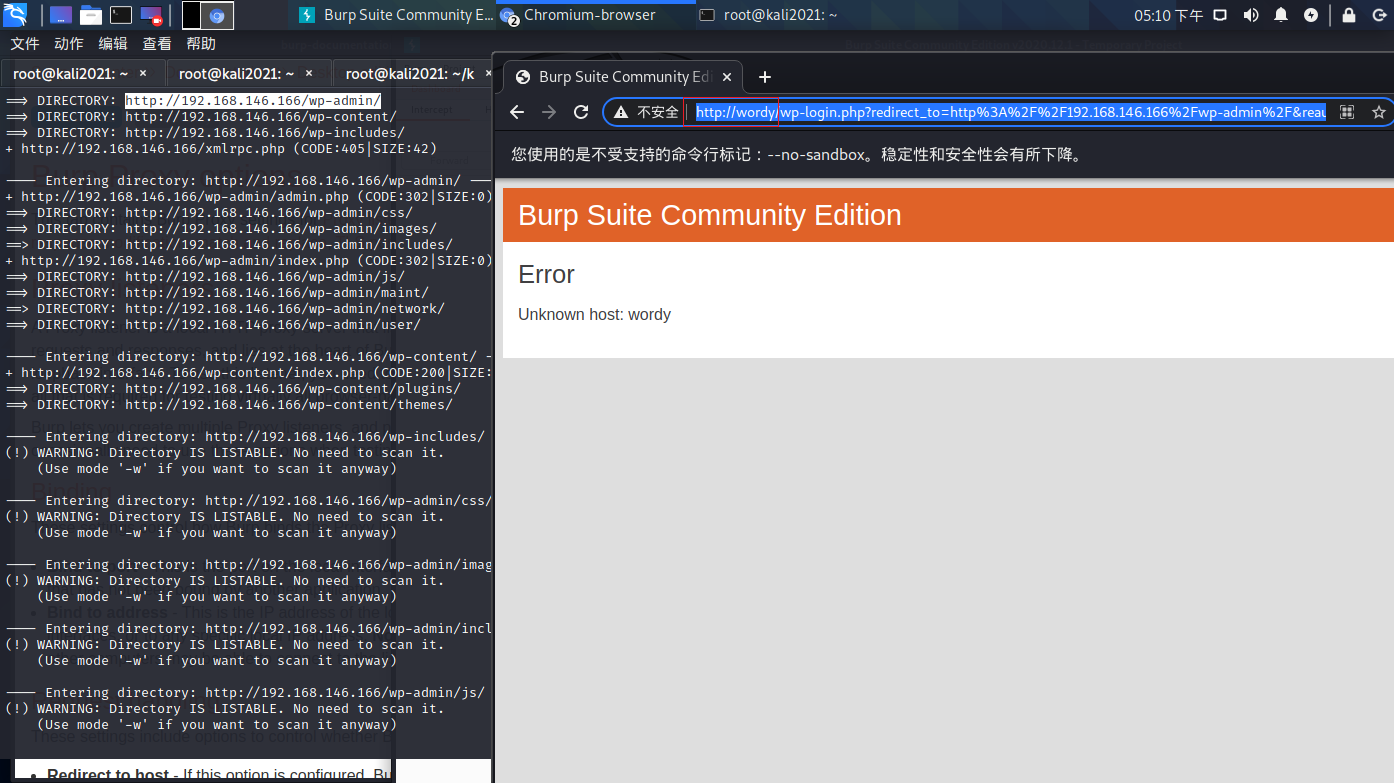 Burp Suite Community E...
2 Chromium-browser
root@kali2021: ~
05:10 下午
文件 动作 编辑 查看 帮助
root@kali2021: ~ ×
root@kali2021: ~ ×
root@kali2021: ~/k ×
Burp Suite Community Edi ×
不安全 http://wordy/wp-login.php?redirect_to=http%3A%2F%2F192.168.146.166%2Fwp-admin%2F&reau
您使用的是不受支持的命令行标记：--no-sandbox。稳定性和安全性会有所下降。
==> DIRECTORY: http://192.168.146.166/wp-admin/
==> DIRECTORY: http://192.168.146.166/wp-content/
==> DIRECTORY: http://192.168.146.166/wp-includes/
+ http://192.168.146.166/xmlrpc.php (CODE:405|SIZE:42)
---- Entering directory: http://192.168.146.166/wp-admin/ ----
+ http://192.168.146.166/wp-admin/admin.php (CODE:302|SIZE:0)
==> DIRECTORY: http://192.168.146.166/wp-admin/css/
==> DIRECTORY: http://192.168.146.166/wp-admin/images/
==> DIRECTORY: http://192.168.146.166/wp-admin/includes/
+ http://192.168.146.166/wp-admin/index.php (CODE:302|SIZE:0)
==> DIRECTORY: http://192.168.146.166/wp-admin/js/
==> DIRECTORY: http://192.168.146.166/wp-admin/maint/
==> DIRECTORY: http://192.168.146.166/wp-admin/network/
==> DIRECTORY: http://192.168.146.166/wp-admin/user/
---- Entering directory: http://192.168.146.166/wp-content/ -
+ http://192.168.146.166/wp-content/index.php (CODE:200|SIZE:
==> DIRECTORY: http://192.168.146.166/wp-content/plugins/
==> DIRECTORY: http://192.168.146.166/wp-content/themes/
---- Entering directory: http://192.168.146.166/wp-includes/
(!) WARNING: Directory IS LISTABLE. No need to scan it.
(Use mode '-w' if you want to scan it anyway)
---- Entering directory: http://192.168.146.166/wp-admin/css/
(!) WARNING: Directory IS LISTABLE. No need to scan it.
(Use mode '-w' if you want to scan it anyway)
---- Entering directory: http://192.168.146.166/wp-admin/imag
(!) WARNING: Directory IS LISTABLE. No need to scan it.
(Use mode '-w' if you want to scan it anyway)
---- Entering directory: http://192.168.146.166/wp-admin/incl
(!) WARNING: Directory IS LISTABLE. No need to scan it.
(Use mode '-w' if you want to scan it anyway)
---- Entering directory: http://192.168.146.166/wp-admin/js/
(!) WARNING: Directory IS LISTABLE. No need to scan it.
(Use mode '-w' if you want to scan it anyway)
These settings include options to control whether
Redirect to host - If this option is configured, Bu
Burp Suite Community Edition
Error
Unknown host: wordy